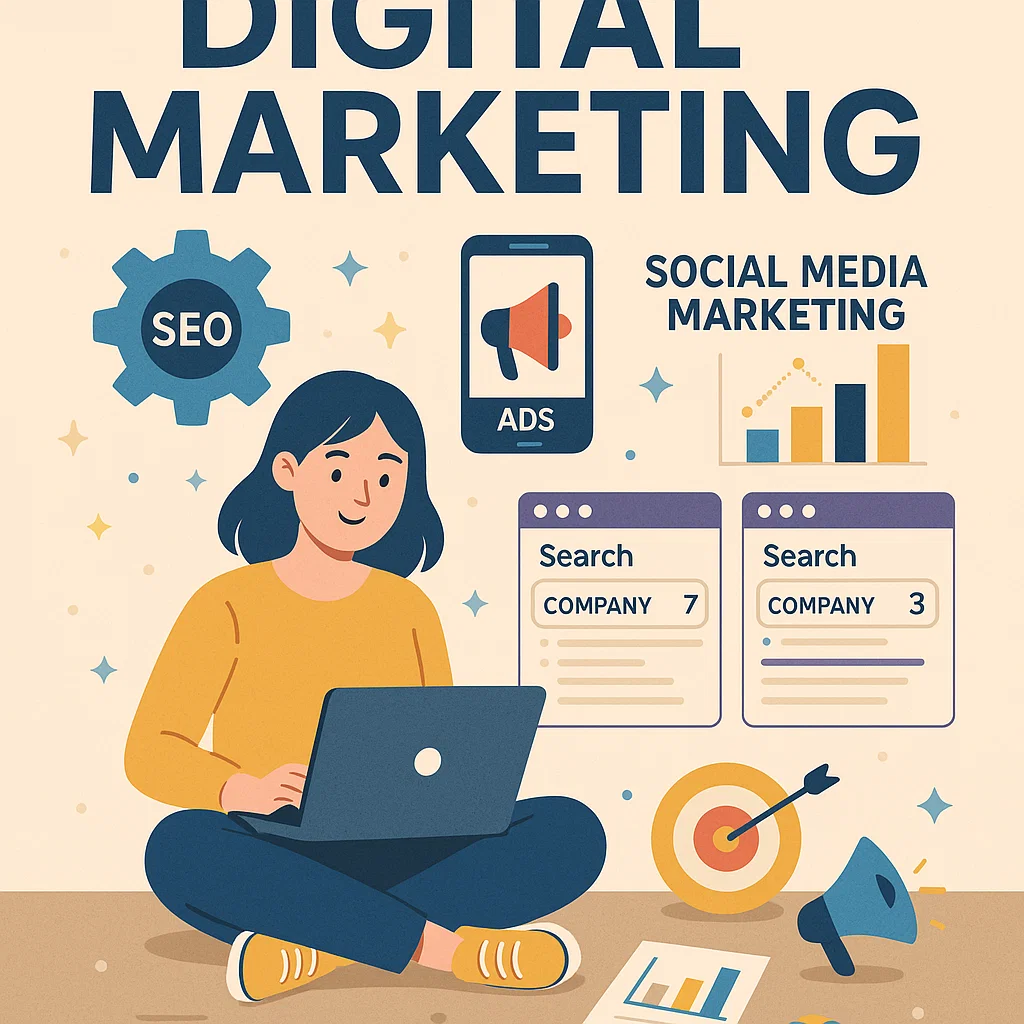 DIGITAL
MARKETING
SEO
ADS
SOCIAL MEDIA
MARKETING
Search
COMPANY 7
Search
COMPANY 3